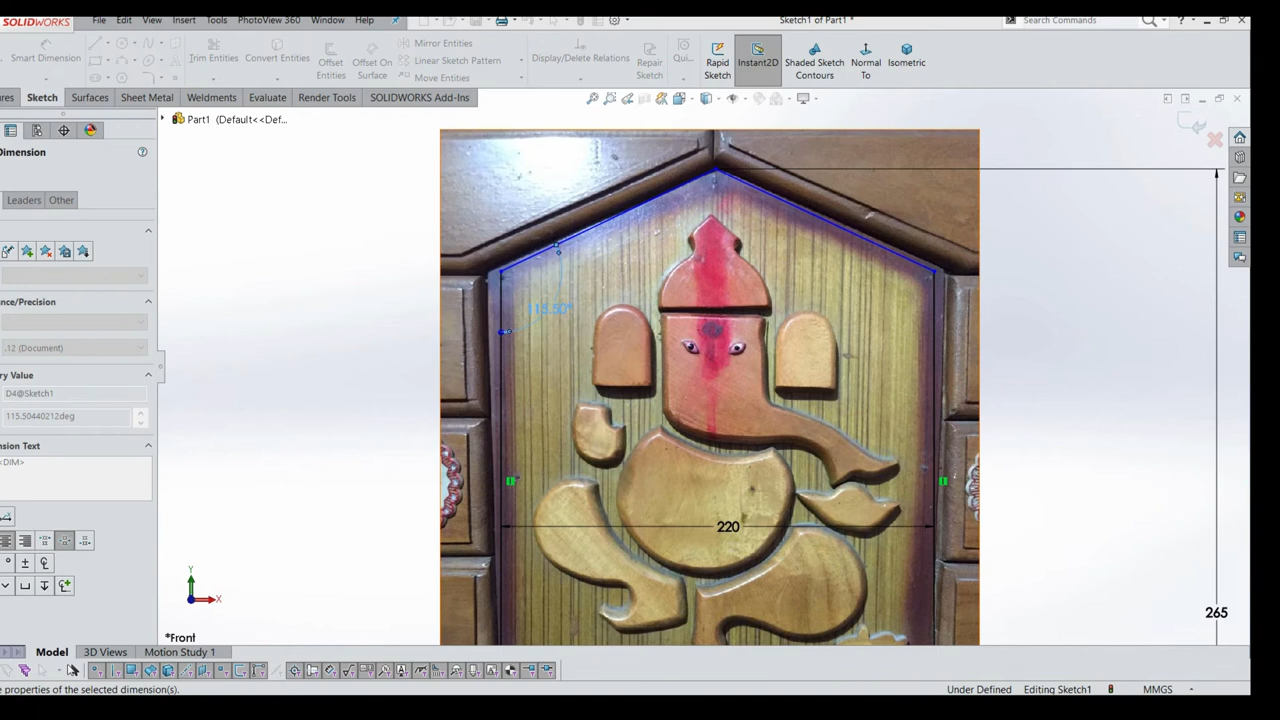 SOLIDWORKS File Edit View Insert Tools PhotoView 360 Window Help Sketch1 of Part1 * Search Commands ?
Smart Dimension Trim Entities Convert Entities Offset Entities Offset On Surface Mirror Entities Linear Sketch Pattern Move Entities Display/Delete Relations Repair Sketch Qui... Rapid Sketch Instant2D Shaded Sketch Contours Normal To Isometric
ures Sketch Surfaces Sheet Metal Weldments Evaluate Render Tools SOLIDWORKS Add-Ins
Part1 (Default<<Def...
Dimension
Leaders Other
115.50°
ance/Precision
.12 (Document)
ry Value
D4@Sketch1
115.50440212deg
ension Text
<DIM>
220
Y
X
265
*Front
Model 3D Views Motion Study 1
e properties of the selected dimension(s). Under Defined Editing Sketch1 MMGS